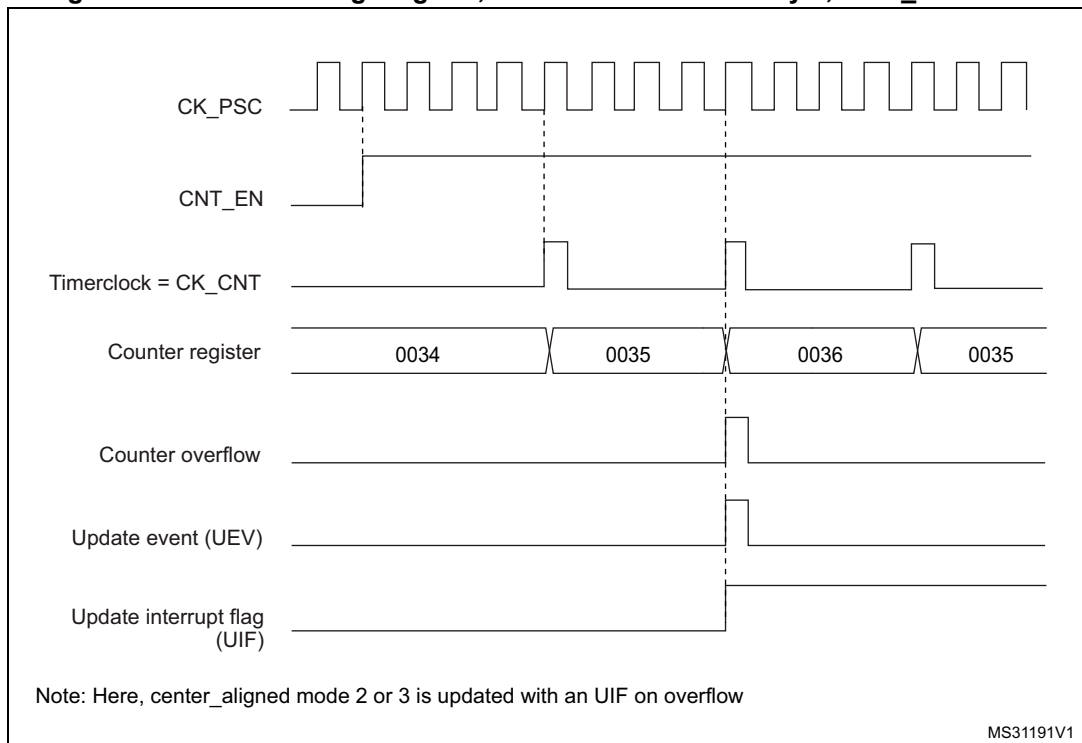 CK_PSC
CNT_EN
Timerclock = CK_CNT
Counter register
0034
0035
0036
0035
Counter overflow
Update event (UEV)
Update interrupt flag
(UIF)
Note: Here, center_aligned mode 2 or 3 is updated with an UIF on overflow
MS31191V1